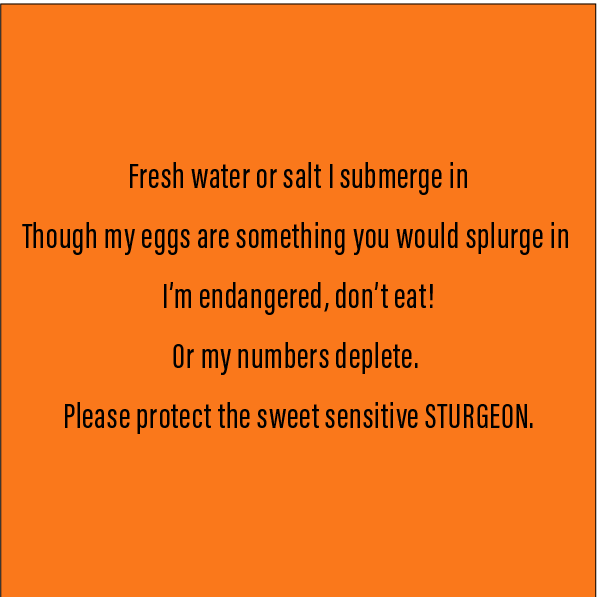 Fresh water or salt I submerge in
Though my eggs are something you would splurge in
I’m endangered, don’t eat!
Or my numbers deplete.
Please protect the sweet sensitive STURGEON.